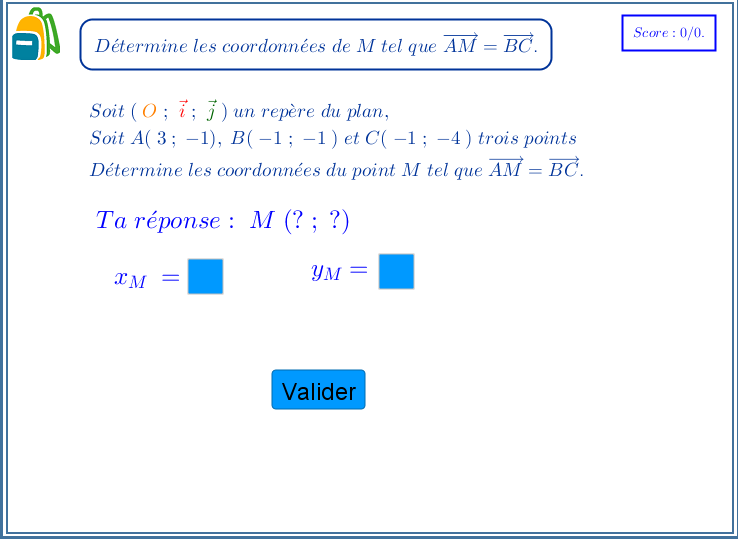 Détermine les coordonnées de M tel que $\overrightarrow{AM} = \overrightarrow{BC}$.
Score : 0/0.
Soit ( O ; $\vec{i}$ ; $\vec{j}$ ) un repère du plan,
Soit A( 3 ; −1), B( −1 ; −1 ) et C( −1 ; −4 ) trois points
Détermine les coordonnées du point M tel que $\overrightarrow{AM} = \overrightarrow{BC}$.
Ta réponse : M (? ; ?)
$x_M$ = $y_M$ =
Valider